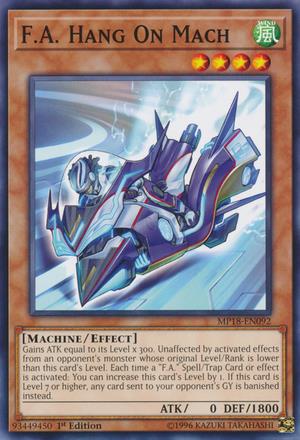 F.A. Hang On Mach
WIND
風
MP18-EN092
[Machine/Effect]
Gains ATK equal to its Level x 300. Unaffected by activated effects
from an opponent's monster whose original Level/Rank is lower
than this card's Level. Each time a "F.A." Spell/Trap Card or effect
is activated: You can increase this card's Level by 1. If this card is
Level 7 or higher, any card sent to your opponent's GY is banished
instead.
ATK/ 0 DEF/1800
93449450 1st Edition ©1996 KAZUKI TAKAHASHI